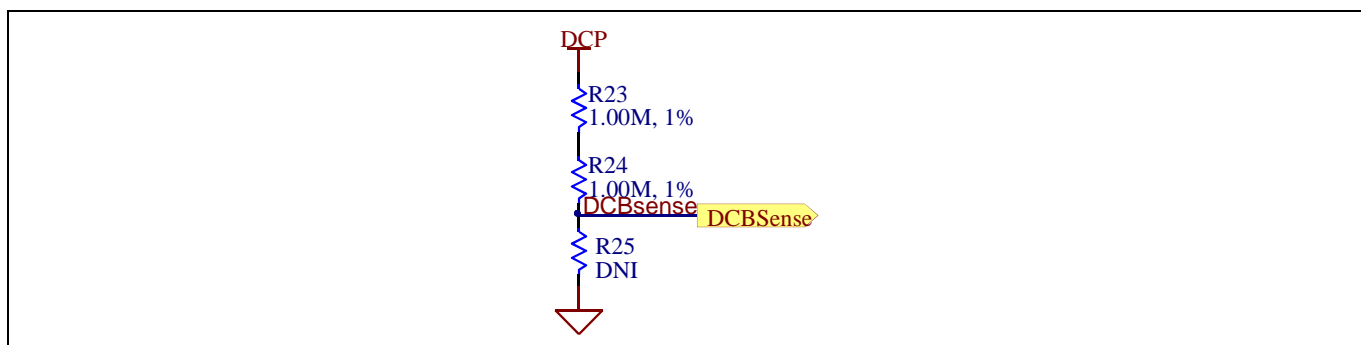 DCP
R23
1.00M, 1%
R24
1.00M, 1%
DCBsense
DCBSense
R25
DNI